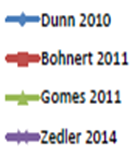 Dunn 2010
Bohnert 2011
Gomes 2011
Zedler 2014